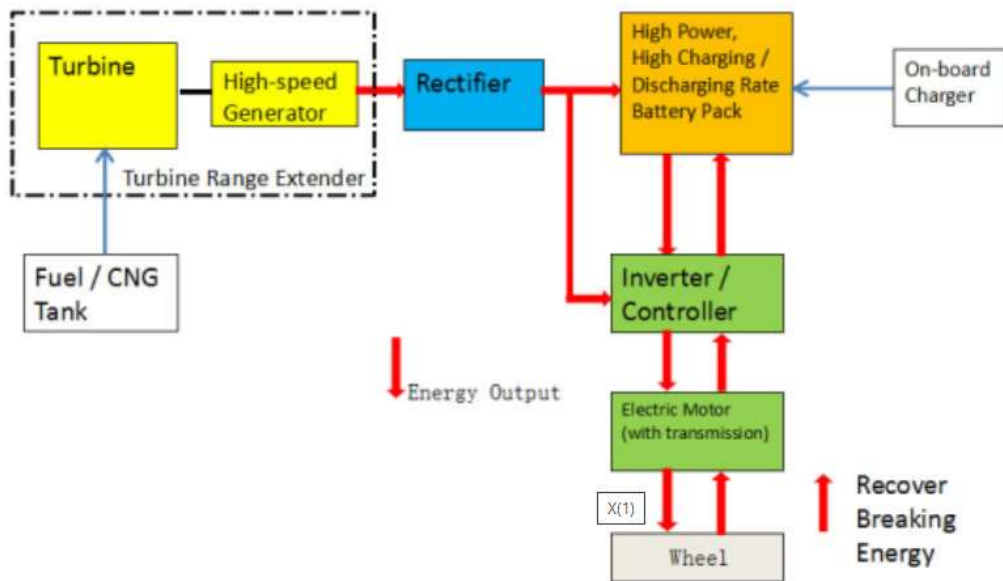 Turbine
High-speed
Generator
Turbine Range Extender
Fuel / CNG
Tank
Rectifier
High Power,
High Charging /
Discharging Rate
Battery Pack
On-board
Charger
Inverter /
Controller
Energy Output
Electric Motor
(with transmission)
X(1)
Wheel
Recover
Breaking
Energy